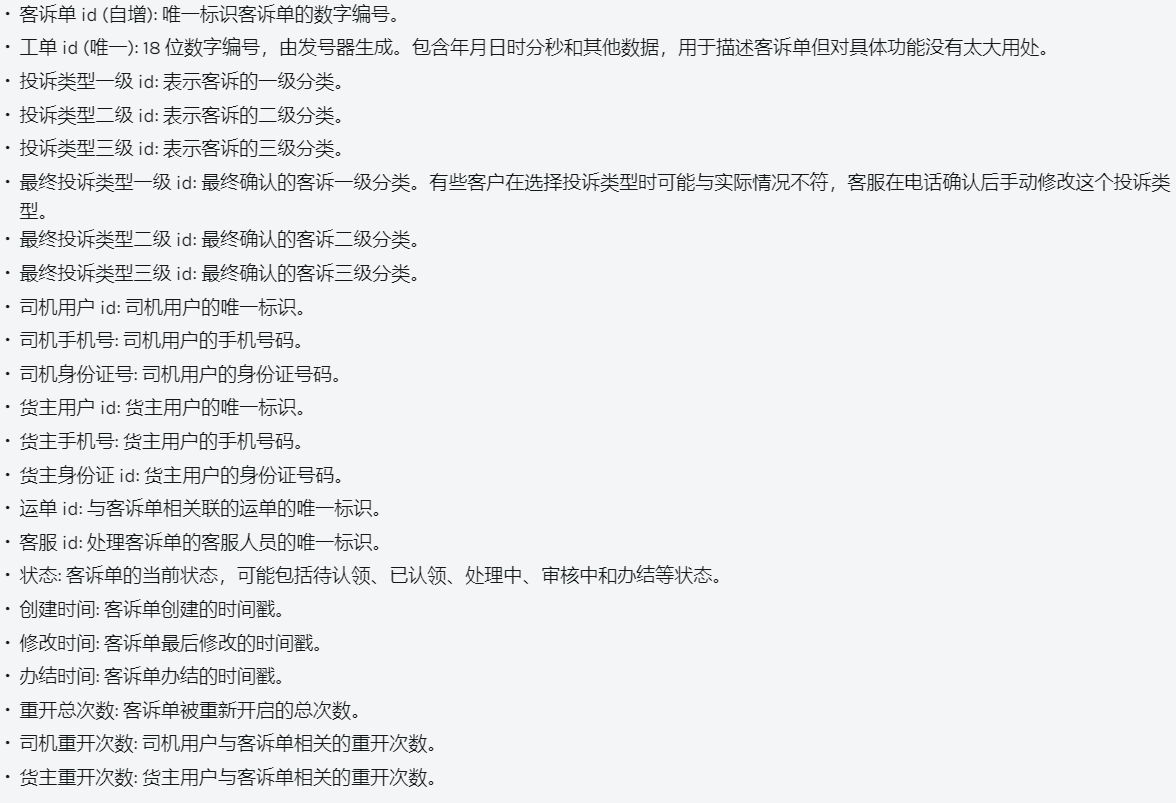 · 客诉单 id (自增): 唯一标识客诉单的数字编号。
· 工单 id (唯一): 18 位数字编号，由发号器生成。包含年月日时分秒和其他数据，用于描述客诉单但对具体功能没有太大用处。
· 投诉类型一级 id: 表示客诉的一级分类。
· 投诉类型二级 id: 表示客诉的二级分类。
· 投诉类型三级 id: 表示客诉的三级分类。
· 最终投诉类型一级 id: 最终确认的客诉一级分类。有些客户在选择投诉类型时可能与实际情况不符，客服在电话确认后手动修改这个投诉类
型。
· 最终投诉类型二级 id: 最终确认的客诉二级分类。
· 最终投诉类型三级 id: 最终确认的客诉三级分类。
· 司机用户 id: 司机用户的唯一标识。
· 司机手机号: 司机用户的手机号码。
· 司机身份证号: 司机用户的身份证号码。
· 货主用户 id: 货主用户的唯一标识。
· 货主手机号: 货主用户的手机号码。
· 货主身份证 id: 货主用户的身份证号码。
· 运单 id: 与客诉单相关联的运单的唯一标识。
· 客服 id: 处理客诉单的客服人员的唯一标识。
· 状态: 客诉单的当前状态，可能包括待认领、已认领、处理中、审核中和办结等状态。
· 创建时间: 客诉单创建的时间戳。
· 修改时间: 客诉单最后修改的时间戳。
· 办结时间: 客诉单办结的时间戳。
· 重开总次数: 客诉单被重新开启的总次数。
· 司机重开次数: 司机用户与客诉单相关的重开次数。
· 货主重开次数: 货主用户与客诉单相关的重开次数。